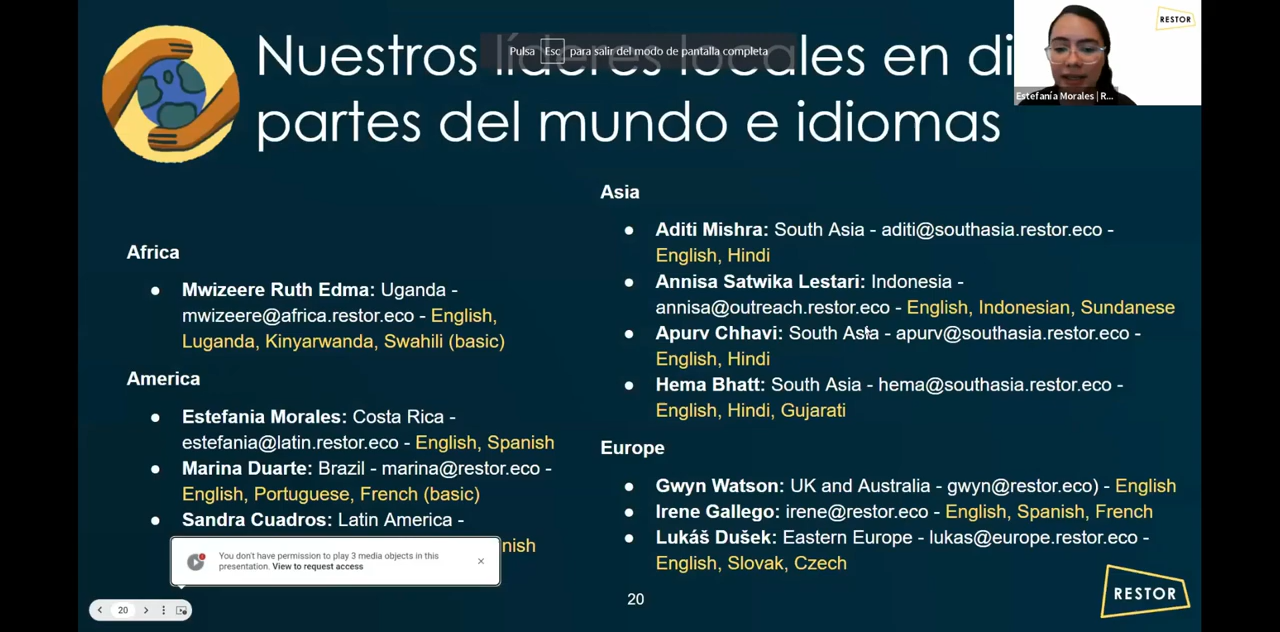 Nuestros líderes locales en di
partes del mundo e idiomas
Pulsa Esc para salir del modo de pantalla completa
RESTOR
Estefanía Morales | R...
Africa
Mwizeere Ruth Edma: Uganda -
mwizeere@africa.restor.eco - English,
Luganda, Kinyarwanda, Swahili (basic)
America
Estefania Morales: Costa Rica -
estefania@latin.restor.eco - English, Spanish
Marina Duarte: Brazil - marina@restor.eco -
English, Portuguese, French (basic)
Sandra Cuadros: Latin America -
nish
You don't have permission to play 3 media objects in this
presentation. View to request access
20
Asia
Aditi Mishra: South Asia - aditi@southasia.restor.eco -
English, Hindi
Annisa Satwika Lestari: Indonesia -
annisa@outreach.restor.eco - English, Indonesian, Sundanese
Apurv Chhavi: South Asia - apurv@southasia.restor.eco -
English, Hindi
Hema Bhatt: South Asia - hema@southasia.restor.eco -
English, Hindi, Gujarati
Europe
Gwyn Watson: UK and Australia - gwyn@restor.eco) - English
Irene Gallego: irene@restor.eco - English, Spanish, French
Lukáš Dušek: Eastern Europe - lukas@europe.restor.eco -
English, Slovak, Czech
20
RESTOR